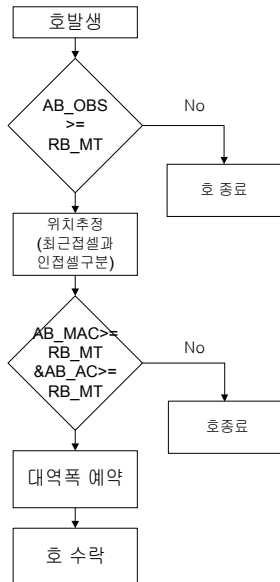 호발생
AB_OBS
>=
RB_MT
No
호 종료
위치추정
(최근접셀과
인접셀구분)
AB_MAC>=
RB_MT
&AB_AC>=
RB_MT
No
호종료
대역폭 예약
호 수락